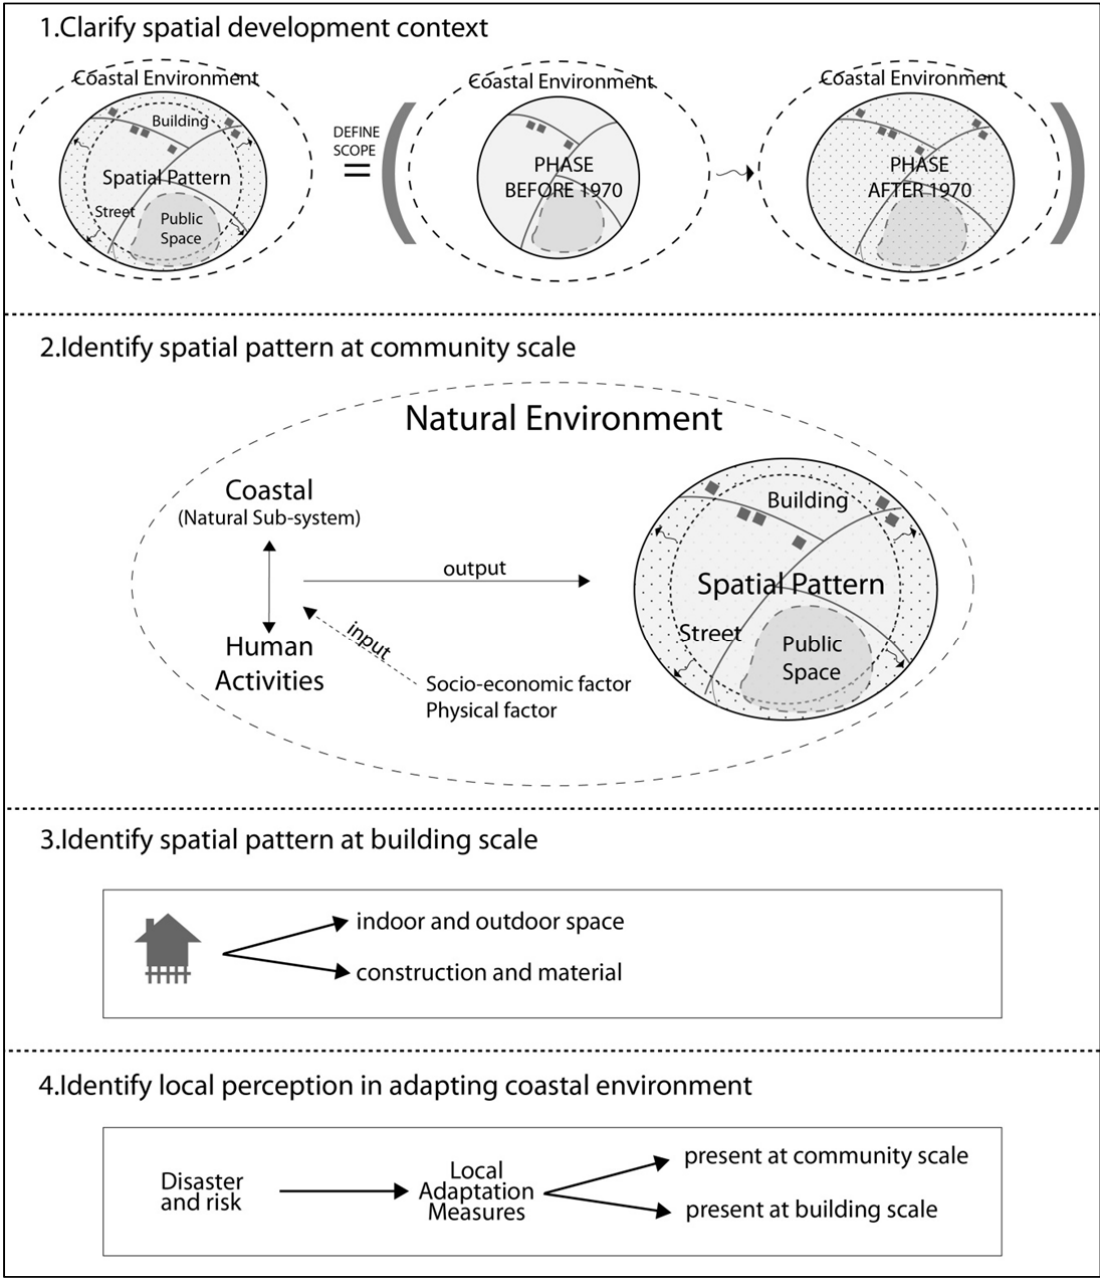 1.Clarify spatial development context
Coastal Environment
Building
Spatial Pattern
Street
Public
Space
DEFINE
SCOPE
=
(
Coastal Environment
PHASE
BEFORE 1970
Coastal Environment
PHASE
AFTER 1970
)
2.Identify spatial pattern at community scale
Natural Environment
Coastal
(Natural Sub-system)
output
input
Human
Activities
Socio-economic factor
Physical factor
Building
Spatial Pattern
Street
Public
Space
3.Identify spatial pattern at building scale
indoor and outdoor space
construction and material
4.Identify local perception in adapting coastal environment
Disaster
and risk
Local
Adaptation
Measures
present at community scale
present at building scale